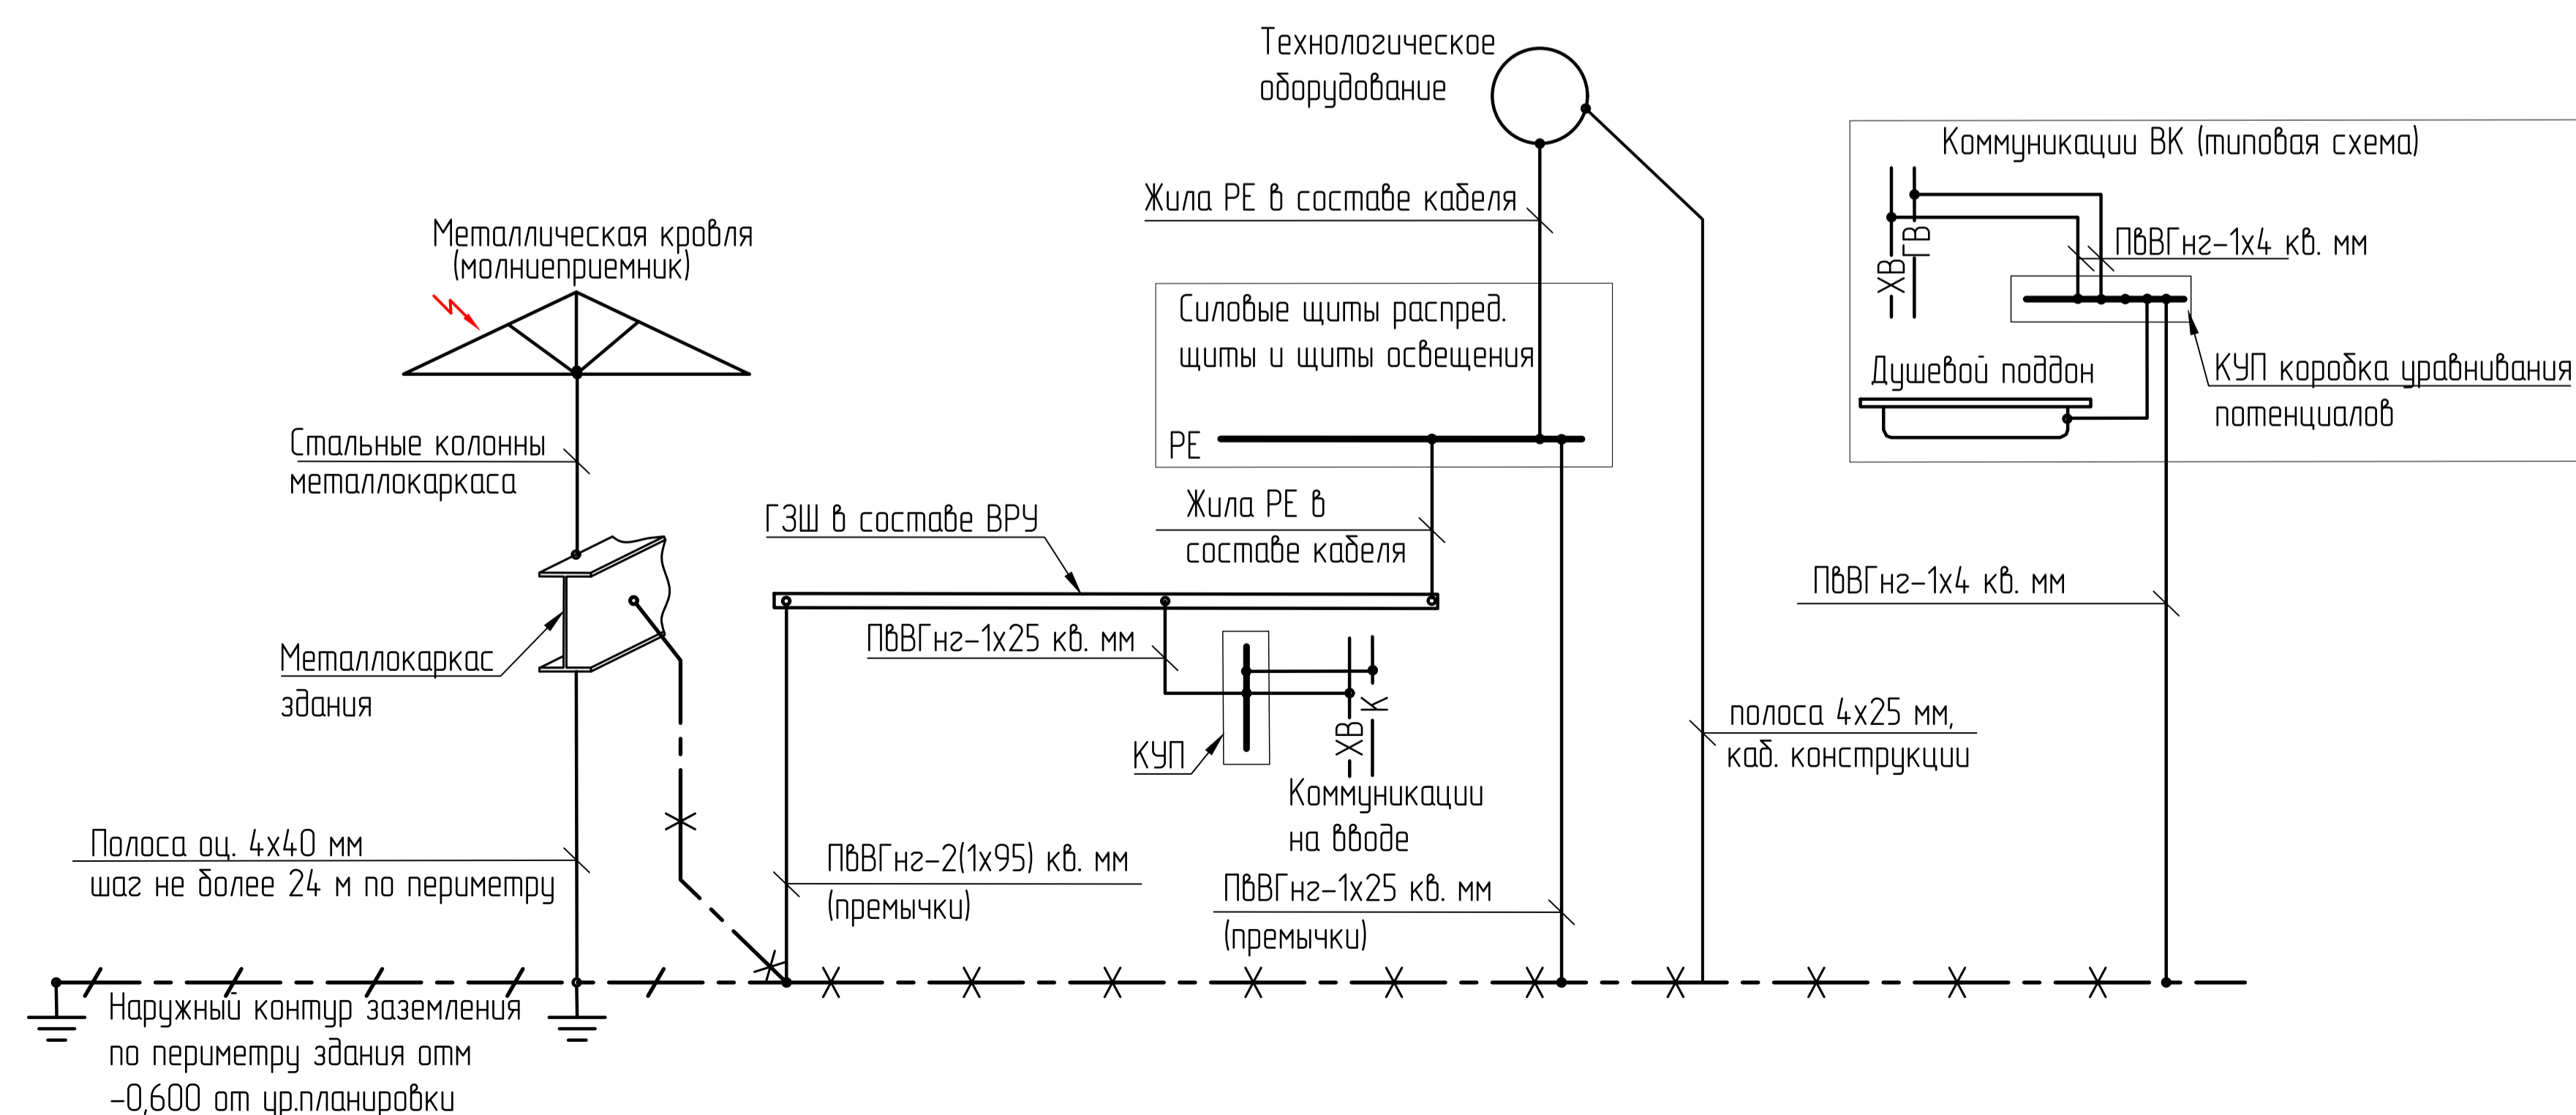 Технологическое
оборудование
Жила РЕ в составе кабеля
Коммуникации ВК (типовая схема)
ГВ
ХВ
ПвВГнг-1х4 кв. мм
Душевой поддон
КУП коробка уравнивания
потенциалов
Металлическая кровля
(молниеприемник)
Силовые щиты распред.
щиты и щиты освещения
РЕ
Стальные колонны
металлокаркаса
ГЗШ в составе ВРУ
Жила РЕ в
составе кабеля
ПвВГнг-1х4 кв. мм
Металлокаркас
здания
ПвВГнг-1х25 кв. мм
КУП
ХВ
К
Коммуникации
на вводе
полоса 4х25 мм,
каб. конструкции
Полоса оц. 4х40 мм
шаг не более 24 м по периметру
ПвВГнг-2(1х95) кв. мм
(премычки)
ПвВГнг-1х25 кв. мм
(премычки)
Наружный контур заземления
по периметру здания отм
-0,600 от ур.планировки